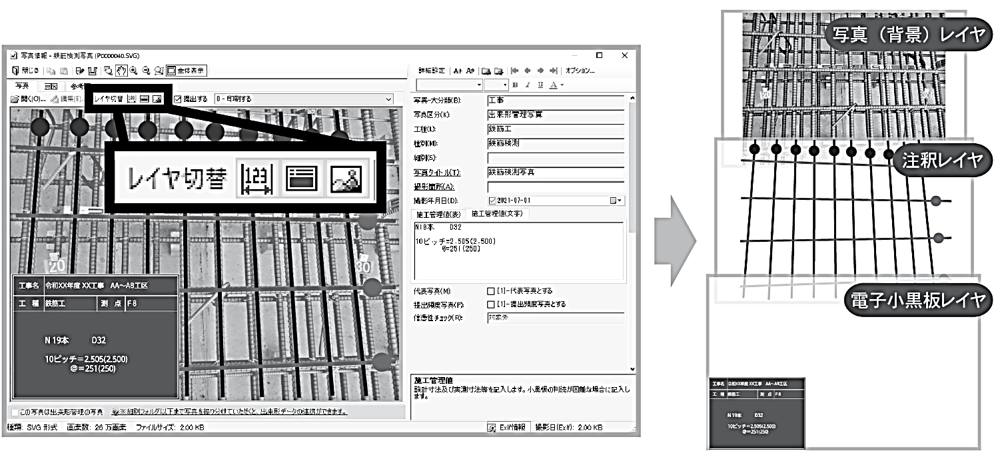 写真情報 - 鉄筋検測写真 (PCC00040.SVG)
閉じる
全体表示
写真 豆図 参考
開く(O)... 編集(E). レイヤ切替 提出する 0 - 印刷する
レイヤ切替 123
20
30
工事名 令和XX年度 XX工事 AA～AB工区
工 種 鉄筋工 測 点 F 8
N 19本 D32
10ピッチ=2.505(2.500)
@=251(250)
この写真は出来形管理の写真 ※細別フォルダ以下まで写真を振り分けていただくと、出来形データの連携ができます。
種類: SVG 形式 画素数: 26 万画素 ファイルサイズ: 2.00 KB
Exif情報 撮影日(Exif): 2.00 KB
詳細設定 オプション...
B I U A
写真-大分類(B): 工事
写真区分(K): 出来形管理写真
工種(L): 鉄筋工
種別(M): 鉄筋検測
細別(S):
写真タイトル(T): 鉄筋検測写真
撮影箇所(A):
撮影年月日(D): 2021-07-01
施工管理値(表) 施工管理値(文字)
N19本 D32
10ピッチ=2.505(2.500)
@=251(250)
代表写真(M): [1]-代表写真とする
提出頻度写真(P): [1]-提出頻度写真とする
信憑性チェック(R): 対象外
施工管理値
設計寸法及び実測寸法等を記入します。小黒板の判読が困難な場合に記入し
ます。
写真（背景）レイヤ
20
30
注釈レイヤ
電子小黒板レイヤ
工事名 令和XX年度 XX工事 AA～AB工区
工 種 鉄筋工 測 点 F 8
N 19本 D32
10ピッチ=2.505(2.500)
@=251(250)